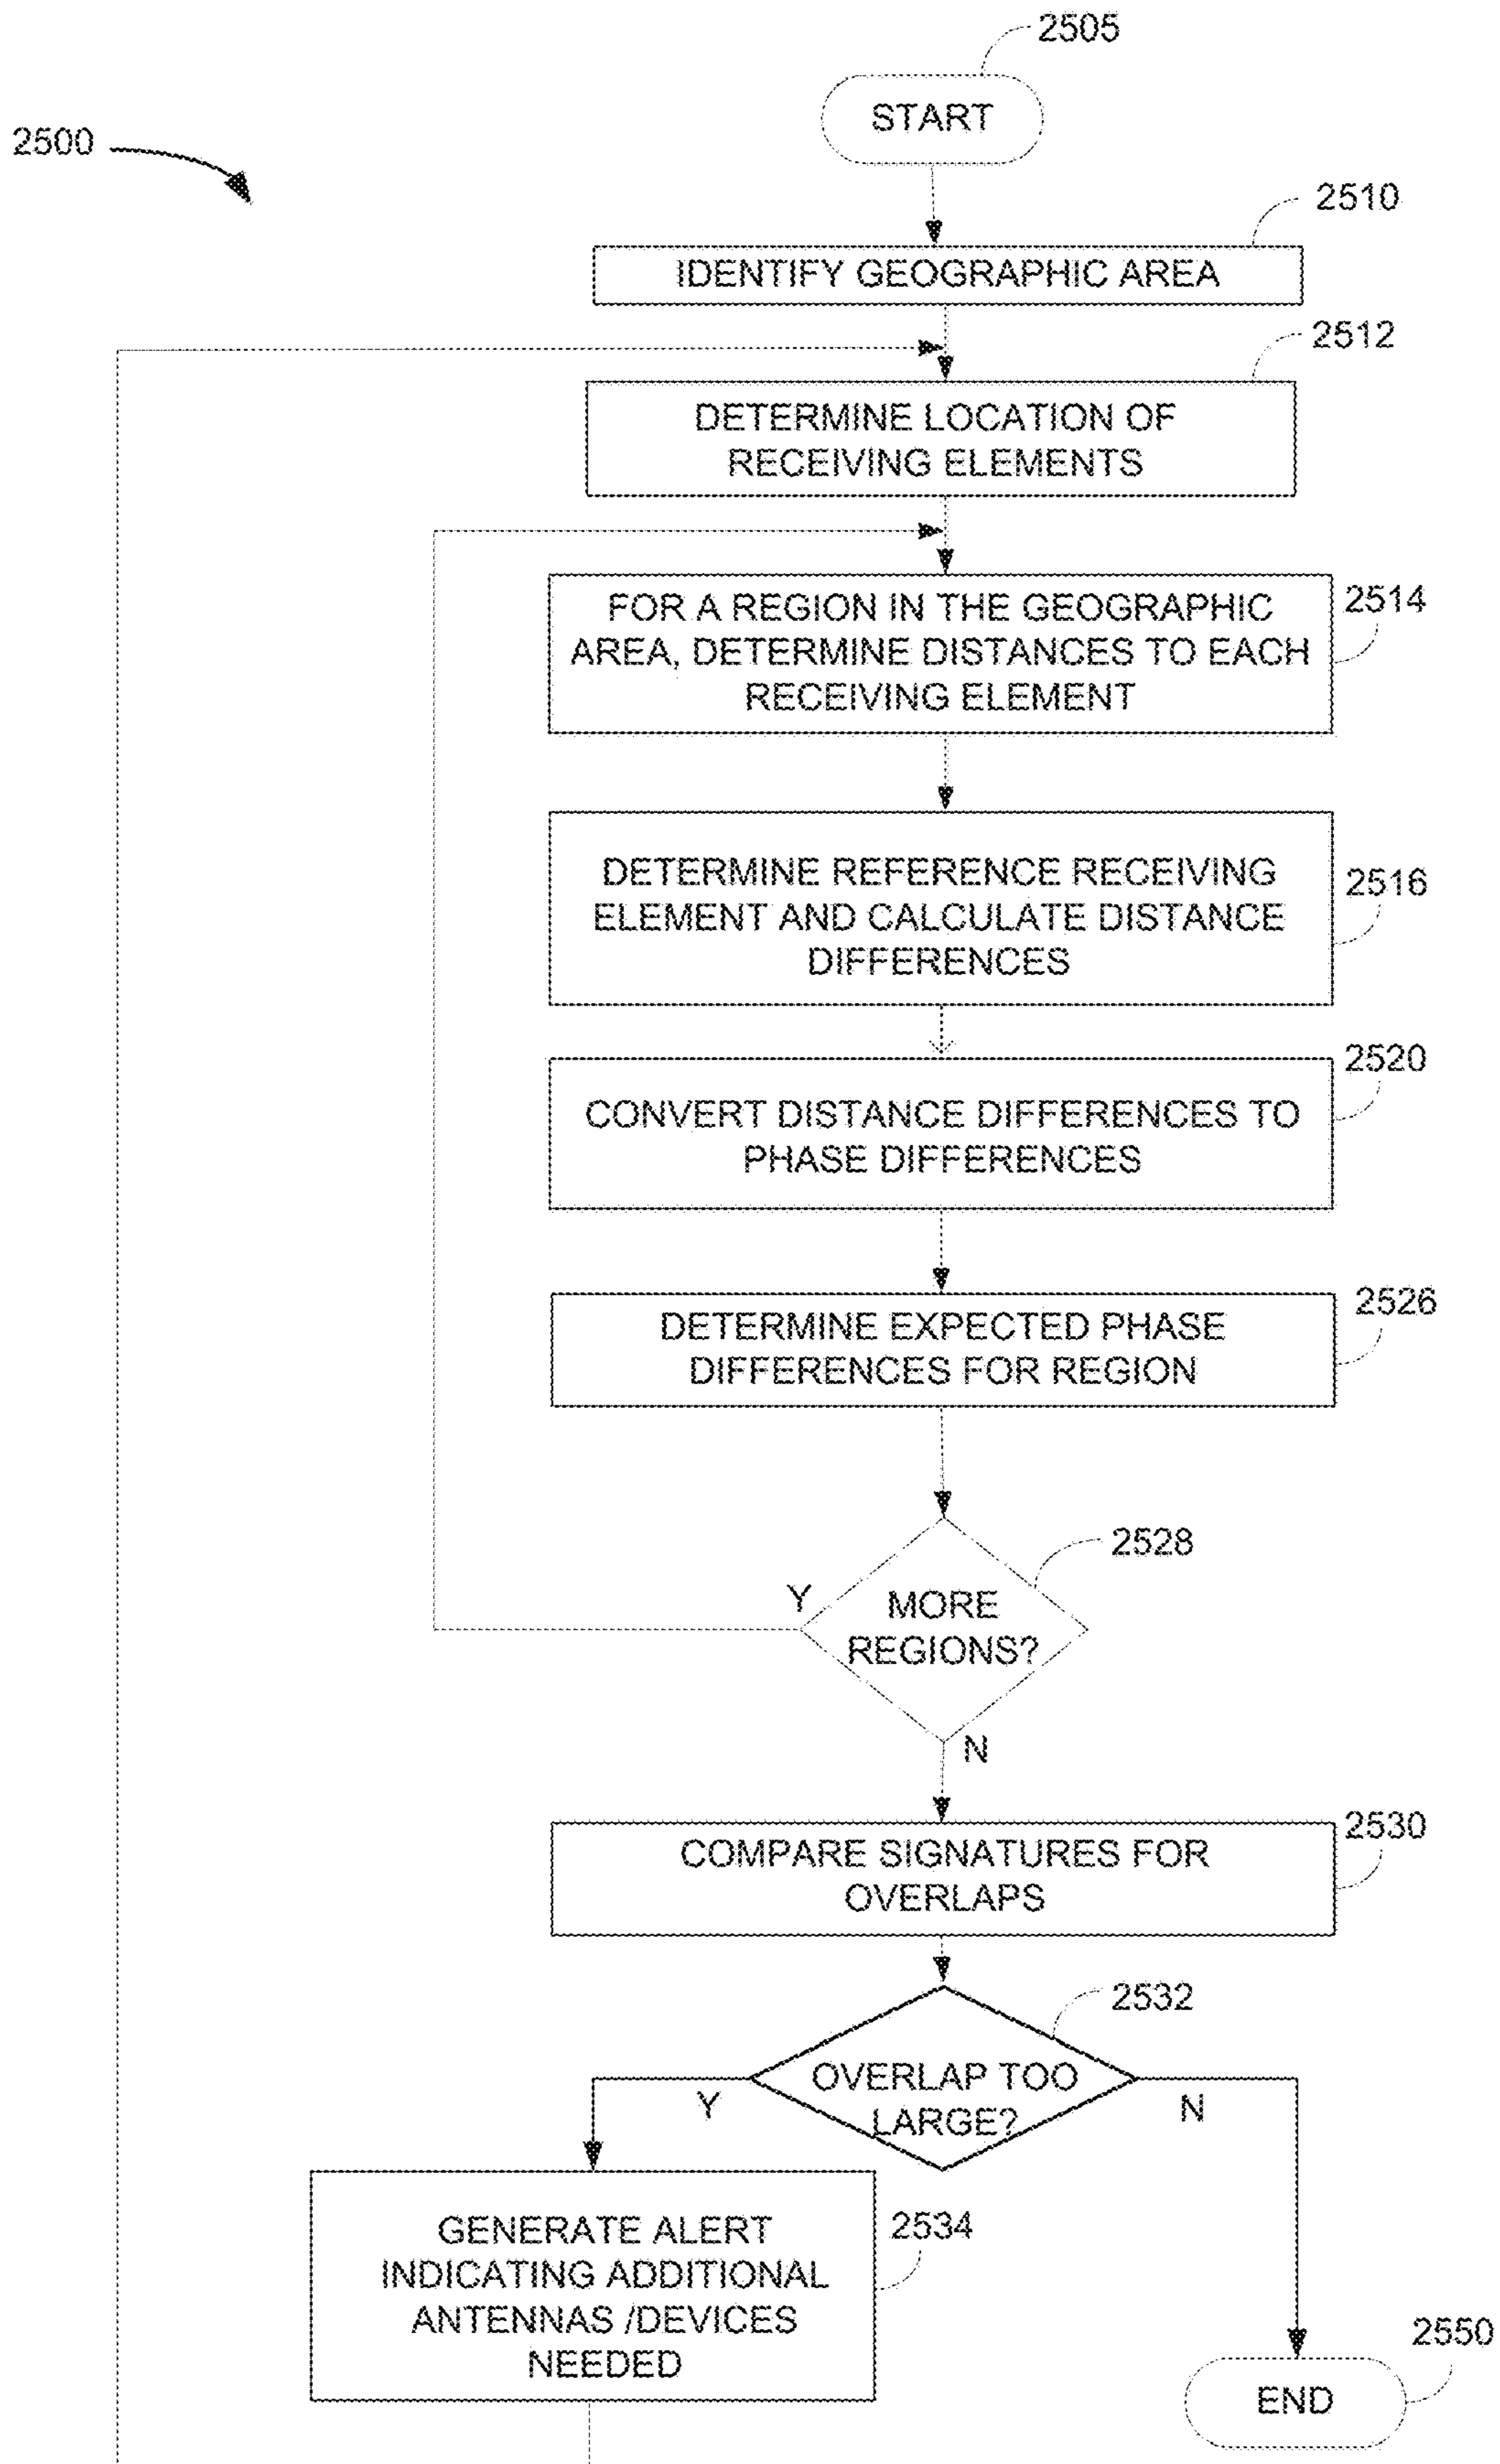 2505
START
2500
2510
IDENTIFY GEOGRAPHIC AREA
2512
DETERMINE LOCATION OF
RECEIVING ELEMENTS
FOR A REGION IN THE GEOGRAPHIC
AREA, DETERMINE DISTANCES TO EACH
RECEIVING ELEMENT
2514
DETERMINE REFERENCE RECEIVING
ELEMENT AND CALCULATE DISTANCE
DIFFERENCES
2516
2520
CONVERT DISTANCE DIFFERENCES TO
PHASE DIFFERENCES
2526
DETERMINE EXPECTED PHASE
DIFFERENCES FOR REGION
2528
Y
MORE
REGIONS?
N
2530
COMPARE SIGNATURES FOR
OVERLAPS
2532
OVERLAP TOO
LARGE?
Y
N
GENERATE ALERT
INDICATING ADDITIONAL
ANTENNAS /DEVICES
NEEDED
2534
2550
END